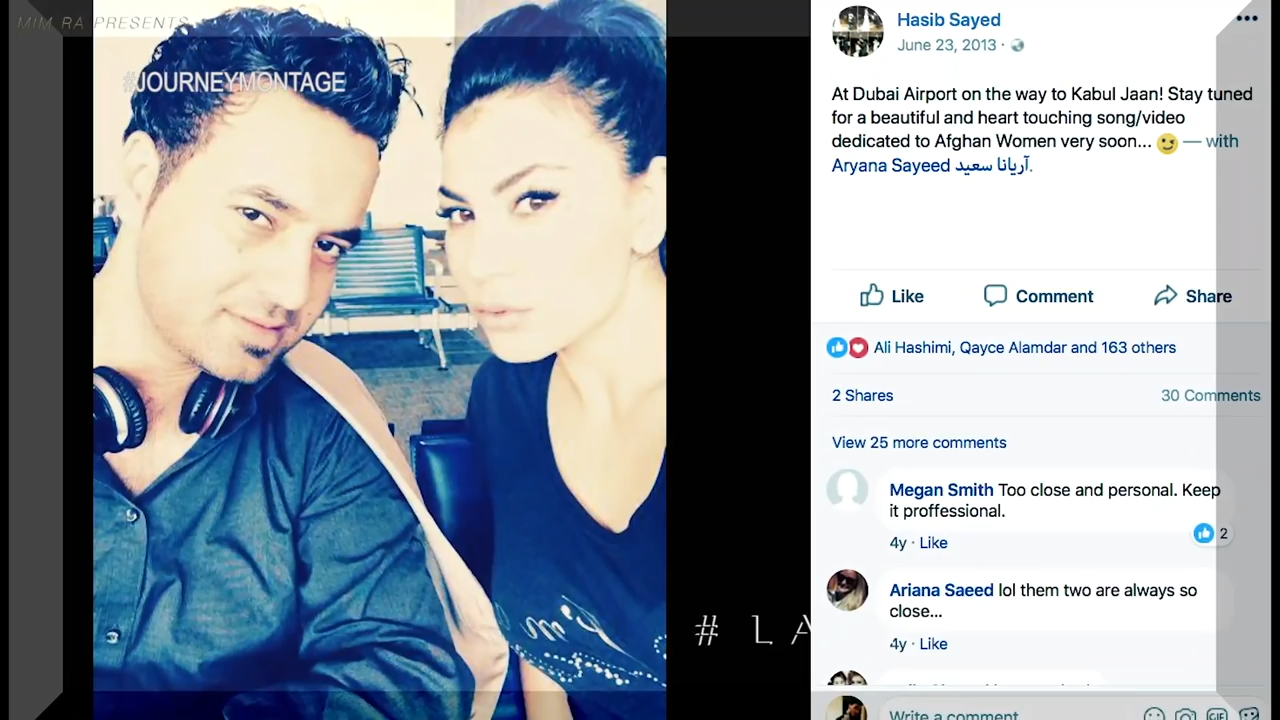 MIM RA PRESENTS
#JOURNEYMONTAGE
# L A
Hasib Sayed
June 23, 2013 ·
At Dubai Airport on the way to Kabul Jaan! Stay tuned
for a beautiful and heart touching song/video
dedicated to Afghan Women very soon... — with
Aryana Sayeed آریانا سعید.
Like Comment Share
Ali Hashimi, Qayce Alamdar and 163 others
2 Shares 30 Comments
View 25 more comments
Megan Smith Too close and personal. Keep
it proffessional.
2
4y · Like
Ariana Saeed lol them two are always so
close...
4y · Like
Write a comment
GIF